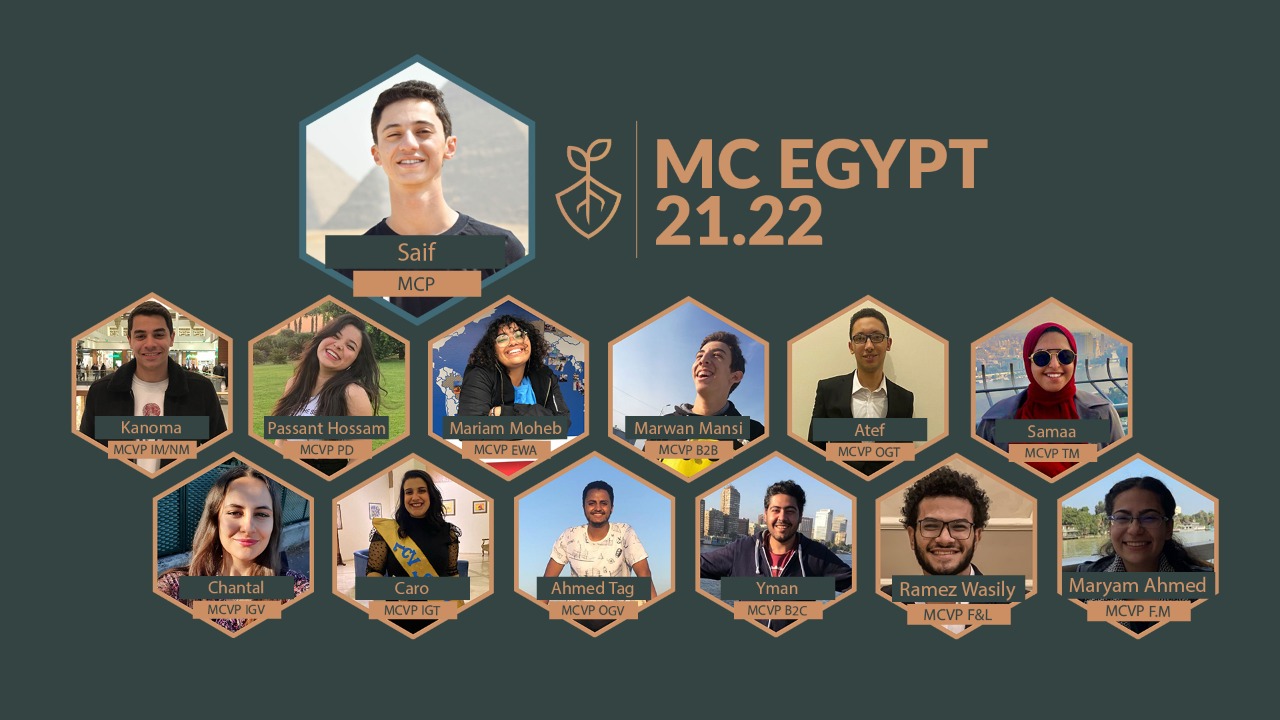 MC EGYPT
21.22
Saif
MCP
Kanoma
MCVP IM/NM
Passant Hossam
MCVP PD
Mariam Moheb
MCVP EWA
Marwan Mansi
MCVP B2B
Atef
MCVP OGT
Samaa
MCVP TM
Chantal
MCVP IGV
Caro
MCVP IGT
Ahmed Tag
MCVP OGV
Yman
MCVP B2C
Ramez Wasily
MCVP F&L
Maryam Ahmed
MCVP F.M